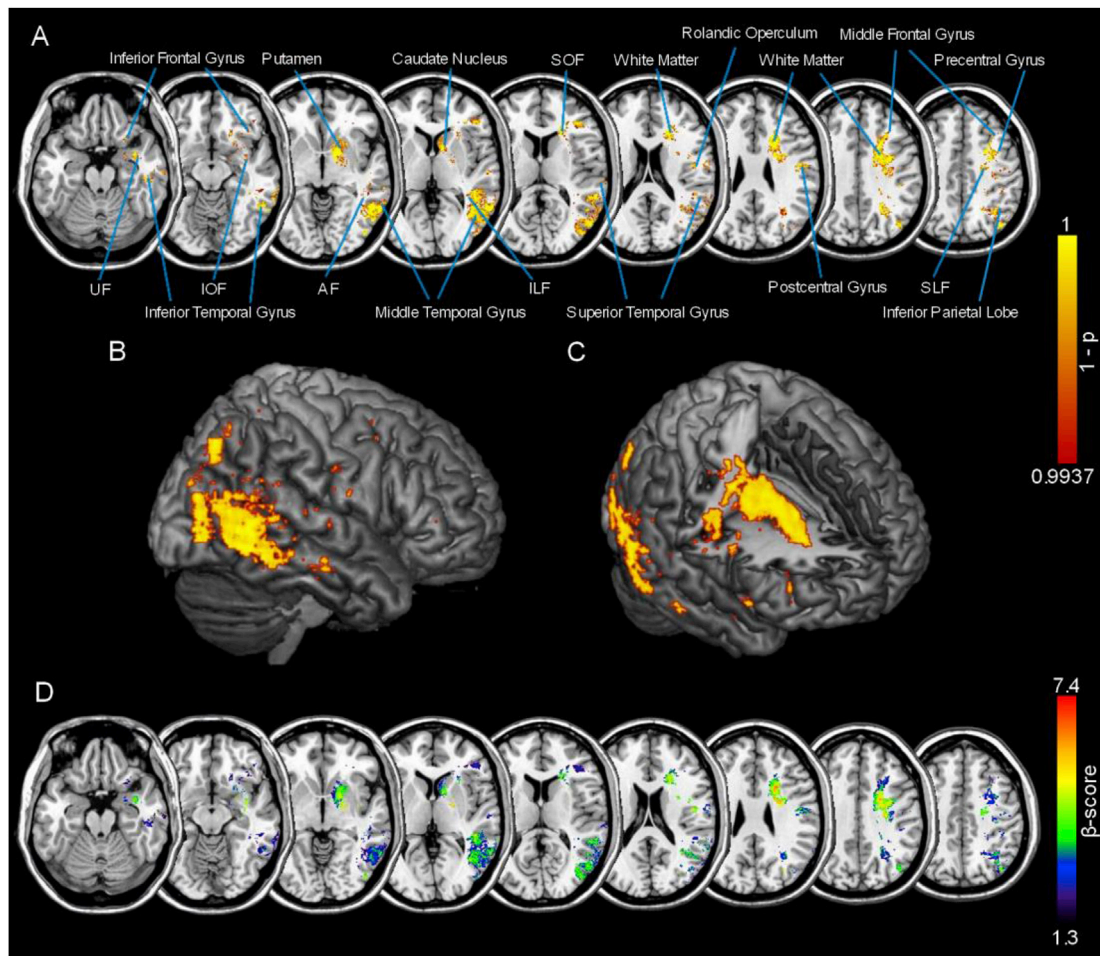 A
Inferior Frontal Gyrus
Putamen
Caudate Nucleus
SOF
White Matter
Rolandic Operculum
White Matter
Middle Frontal Gyrus
Precentral Gyrus
UF
IOF
AF
ILF
Postcentral Gyrus
SLF
Inferior Temporal Gyrus
Middle Temporal Gyrus
Superior Temporal Gyrus
Inferior Parietal Lobe
1
1 - p
0.9937
B
C
D
7.4
β-score
1.3